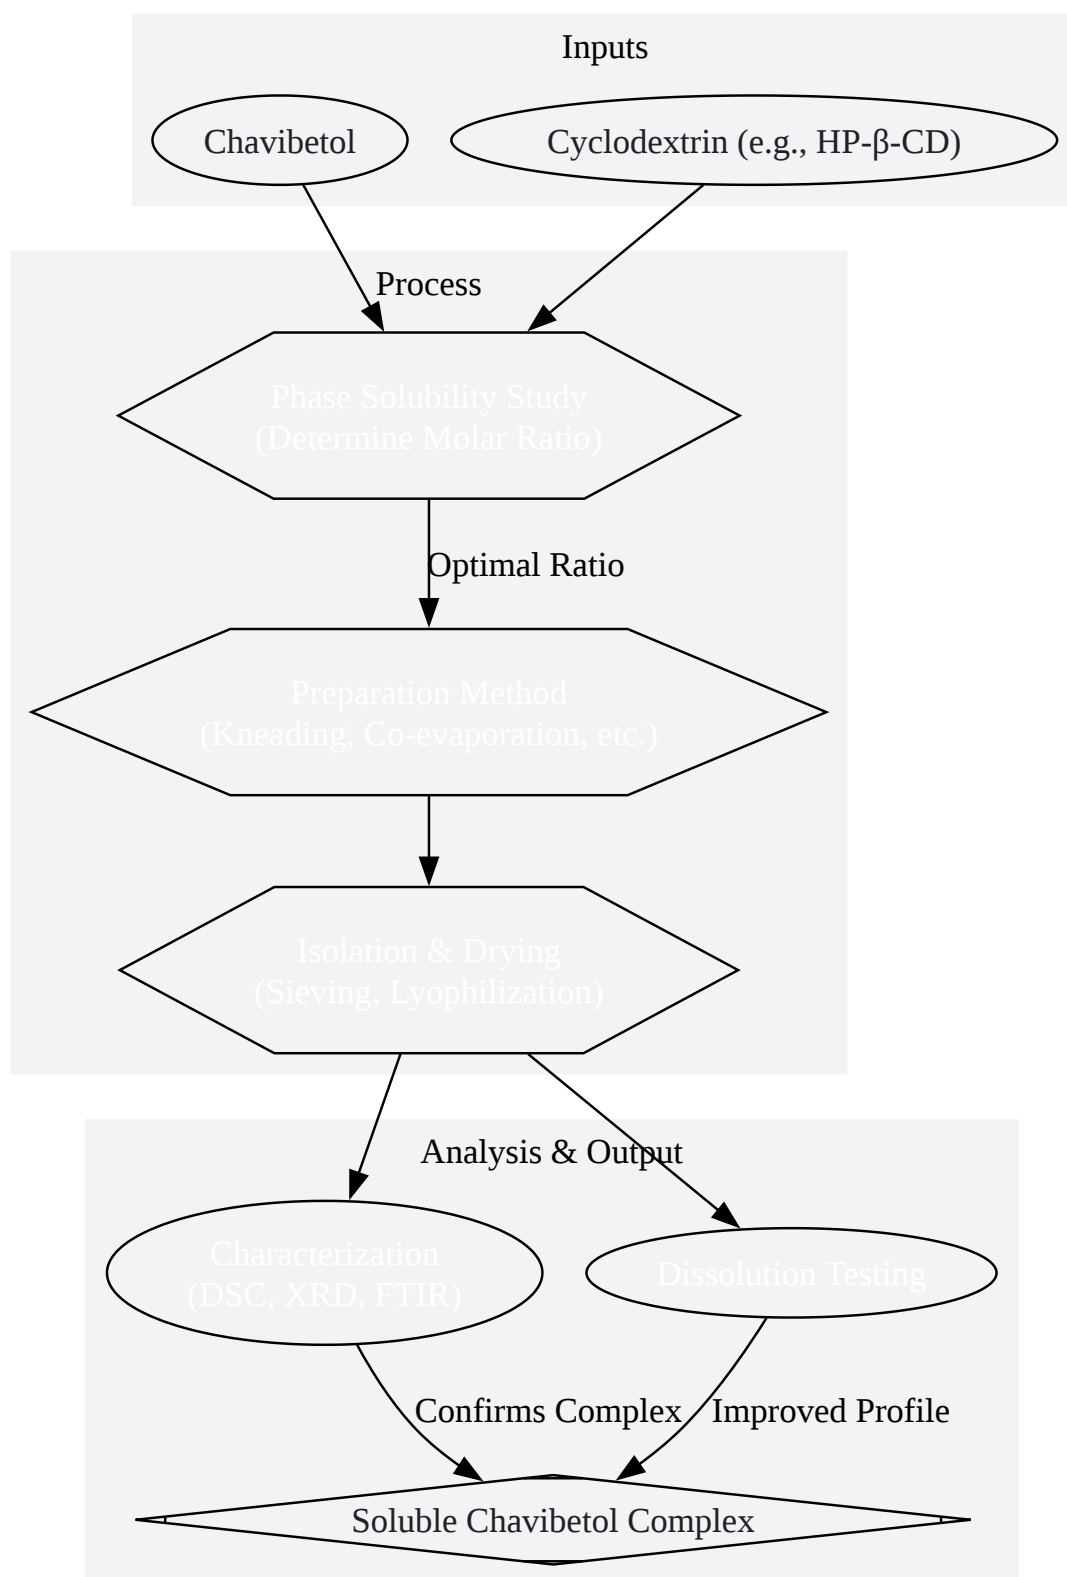 Inputs
Chavibetol
Cyclodextrin (e.g., HP-β-CD)
Process
Phase Solubility Study
(Determine Molar Ratio)
Optimal Ratio
Preparation Method
(Kneading, Co-evaporation, etc.)
Isolation & Drying
(Sieving, Lyophilization)
Analysis & Output
Characterization
(DSC, XRD, FTIR)
Dissolution Testing
Confirms Complex
Improved Profile
Soluble Chavibetol Complex